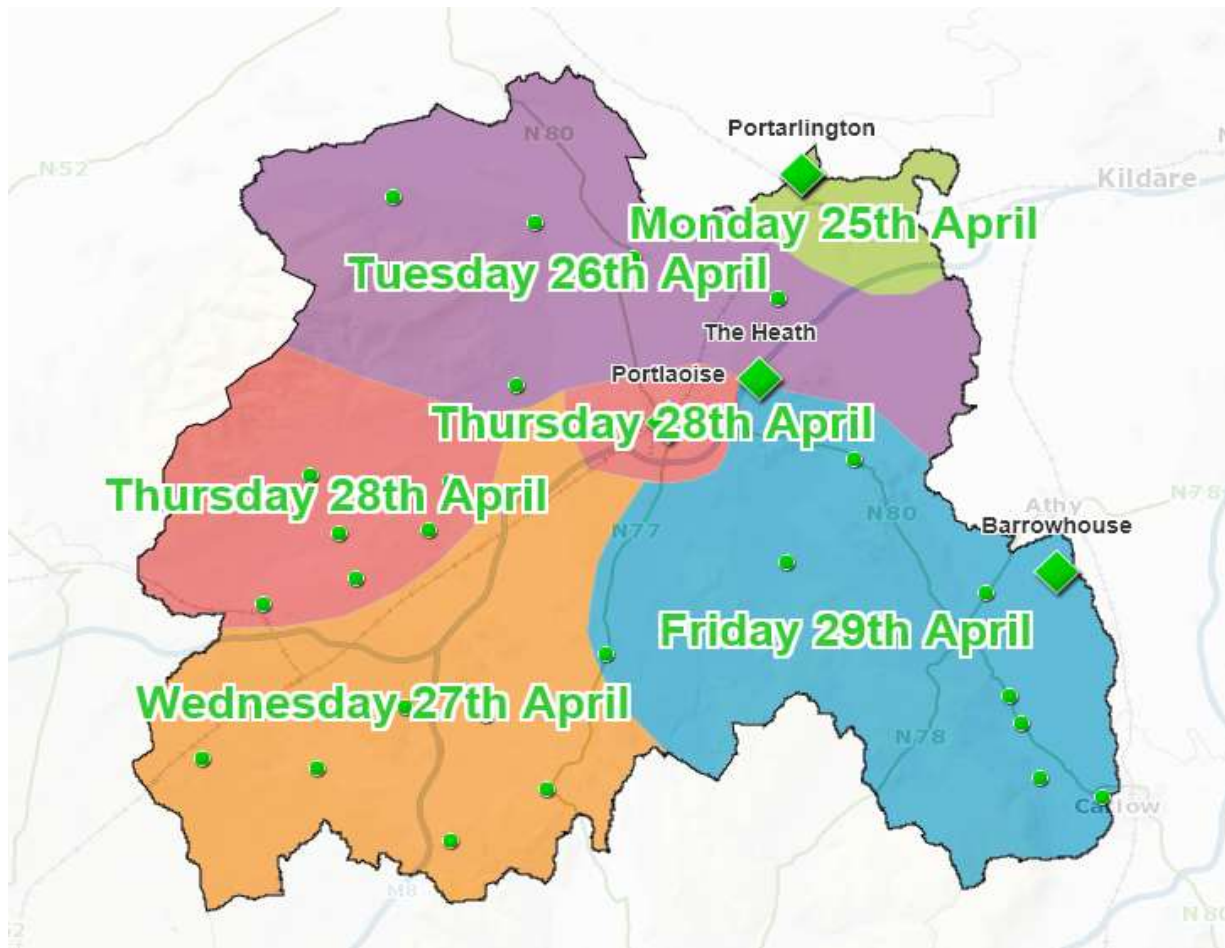 Portarlington
N80
N52
Kildare
Monday 25th April
Tuesday 26th April
The Heath
Portlaoise
Thursday 28th April
Thursday 28th April
N78
Athy
N80
Barrowhouse
N77
Friday 29th April
Wednesday 27th April
N78
Carlow
M8